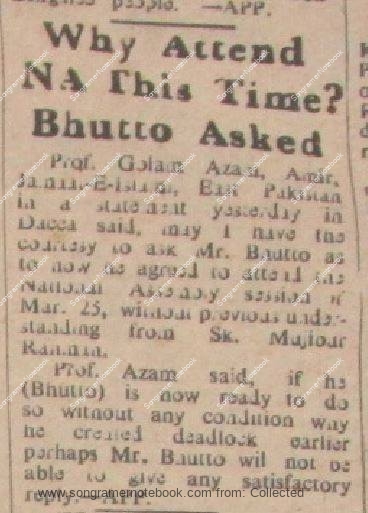 people. —APP.
Why Attend
NA This Time?
Bhutto Asked
Prof. Golam Azam, Amir,
Jamaat-E-Islami, East Pakistan
in a statement yesterday in
Dacca said, may I have the
courtesy to ask Mr. Bhutto as
to how he agreed to attend the
National Assembly session if
Mar. 25, without previous under-
standing from Sk. Mujibur
Rahman.
Prof. Azam said, if he
(Bhutto) is now ready to do
so without any condition why
he created deadlock earlier
perhaps Mr. Bhutto will not be
able to give any satisfactory
reply. —APP.
www.songramernotebook.com from: Collected